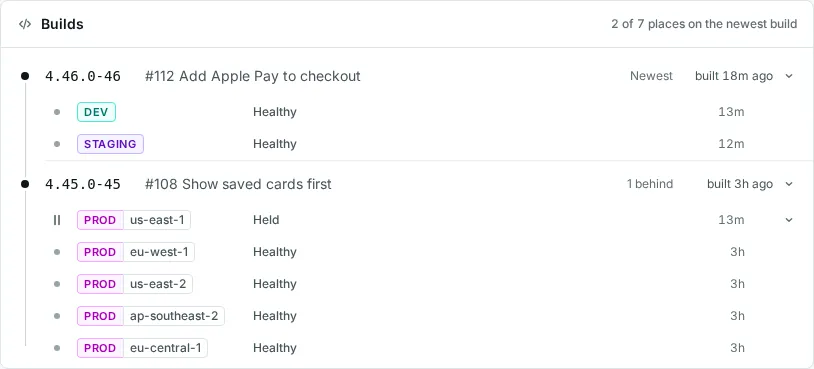 Builds 2 of 7 places on the newest build
4.46.0-46 #112 Add Apple Pay to checkout Newest built 18m ago
DEV Healthy 13m
STAGING Healthy 12m
4.45.0-45 #108 Show saved cards first 1 behind built 3h ago
PROD us-east-1 Held 13m
PROD eu-west-1 Healthy 3h
PROD us-east-2 Healthy 3h
PROD ap-southeast-2 Healthy 3h
PROD eu-central-1 Healthy 3h